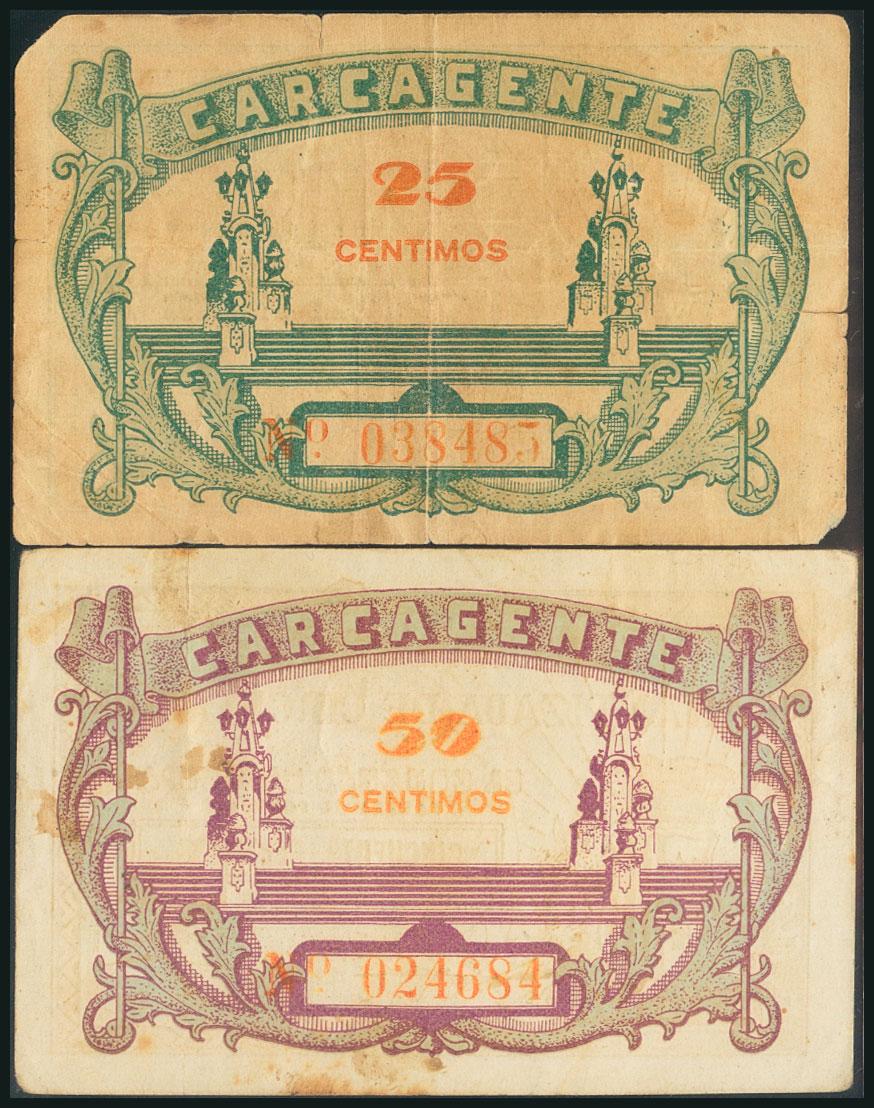 CARCAGENTE
25
CENTIMOS
Nº. 038485
CARCAGENTE
50
CENTIMOS
Nº 024684